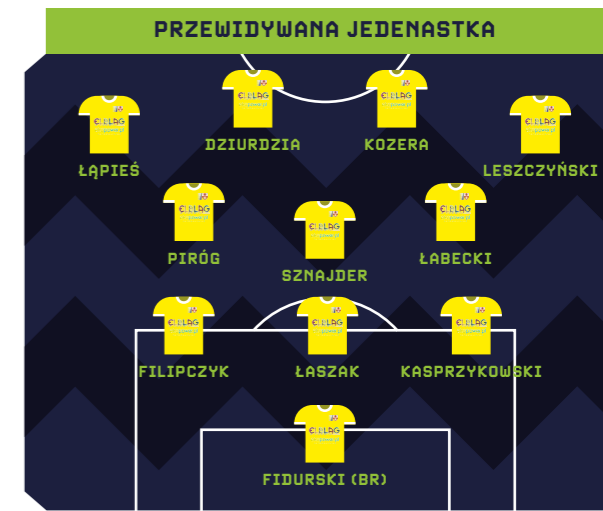 PRZEWIDYWANA JEDENASTKA
DZIURDZIA KOZERA
ŁĄPIEŚ LESZCZYŃSKI
PIRÓG ŁABECKI
SZNAJDER
FILIPCZYK ŁASZAK KASPRZYKOWSKI
FIDURSKI (BR)